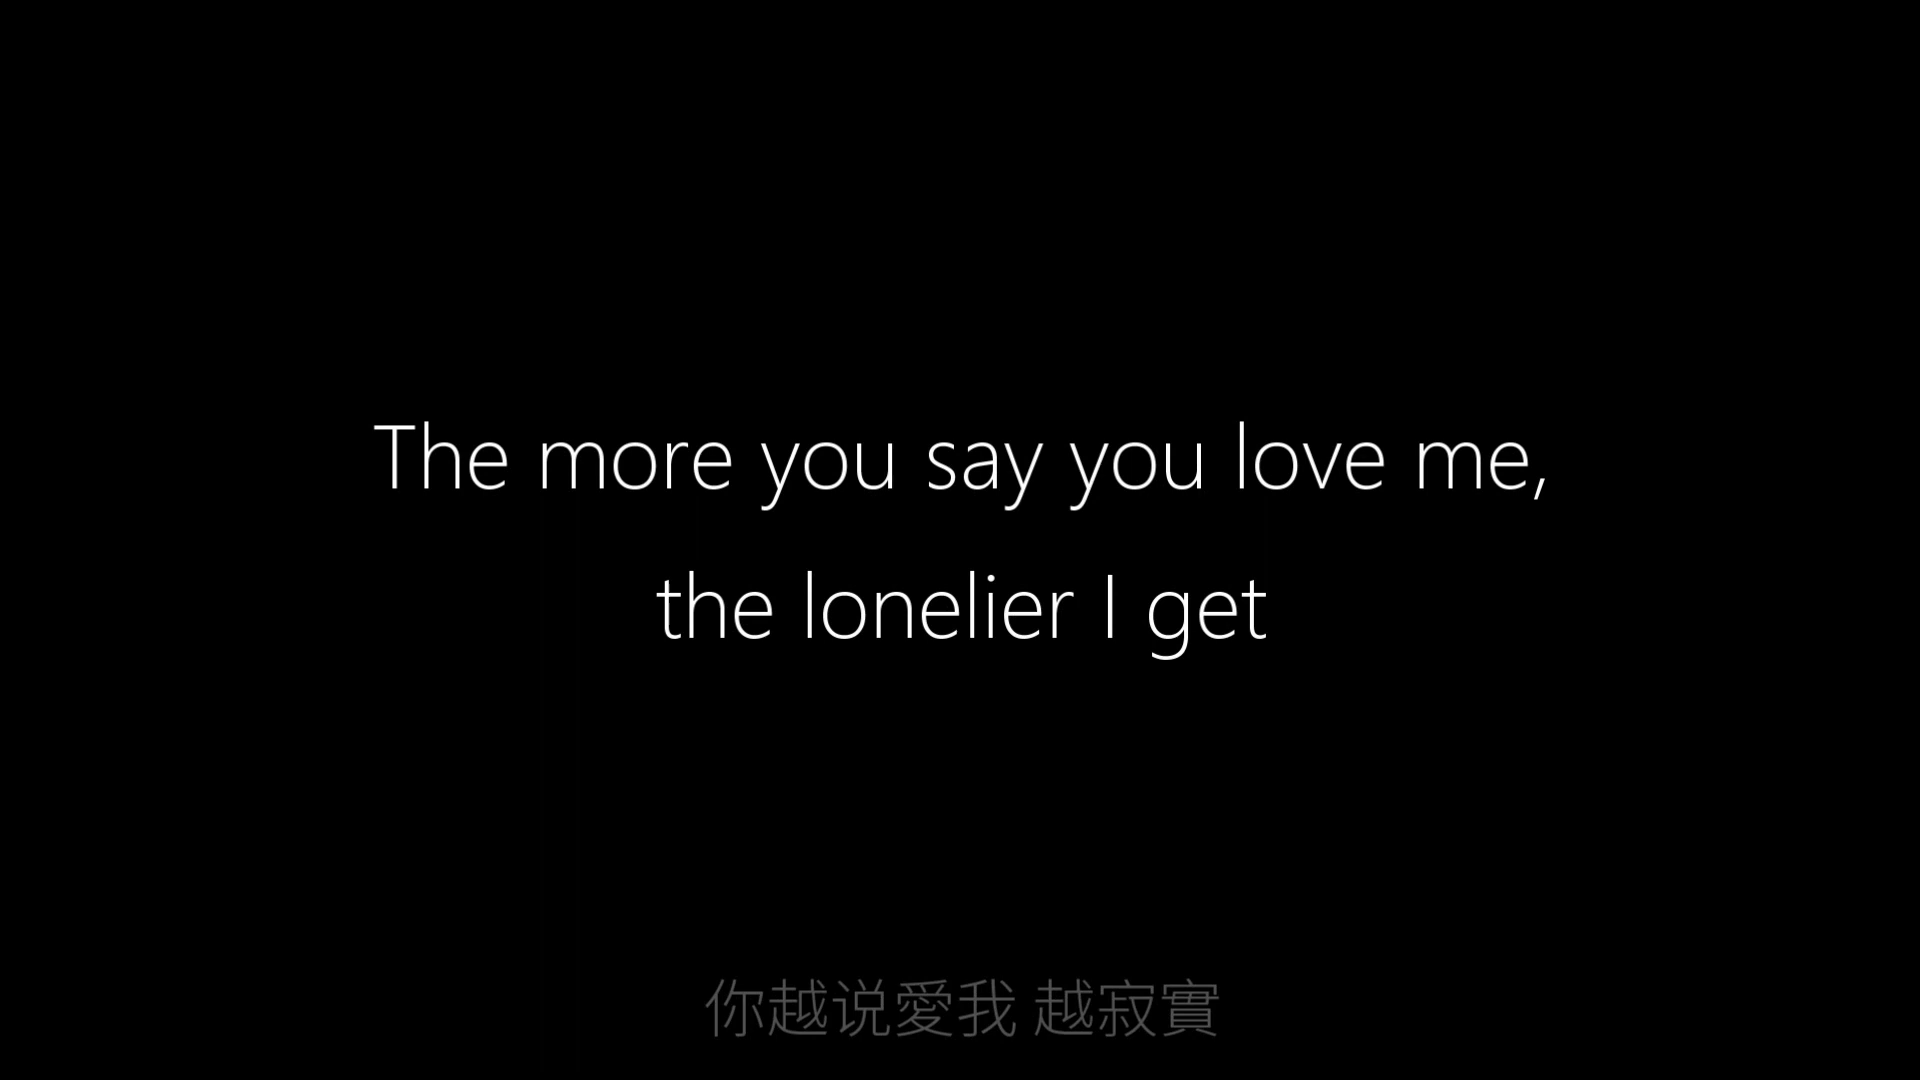 The more you say you love me,
the lonelier I get
你越说愛我 越寂實